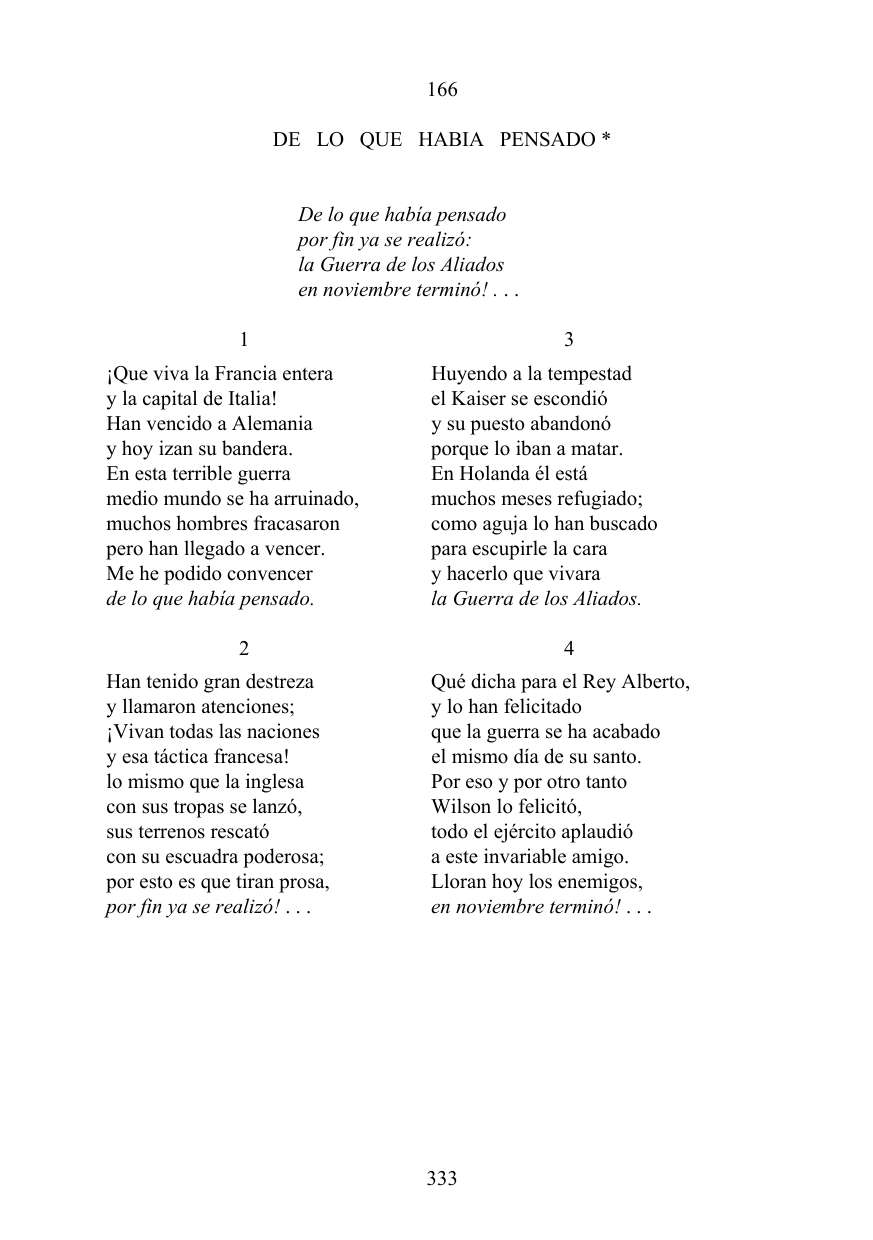 166
DE LO QUE HABIA PENSADO *
De lo que había pensado
por fin ya se realizó:
la Guerra de los Aliados
en noviembre terminó! . . .
1
¡Que viva la Francia entera
y la capital de Italia!
Han vencido a Alemania
y hoy izan su bandera.
En esta terrible guerra
medio mundo se ha arruinado,
muchos hombres fracasaron
pero han llegado a vencer.
Me he podido convencer
de lo que había pensado.
2
Han tenido gran destreza
y llamaron atenciones;
¡Vivan todas las naciones
y esa táctica francesa!
lo mismo que la inglesa
con sus tropas se lanzó,
sus terrenos rescató
con su escuadra poderosa;
por esto es que tiran prosa,
por fin ya se realizó! . . .
3
Huyendo a la tempestad
el Kaiser se escondió
y su puesto abandonó
porque lo iban a matar.
En Holanda él está
muchos meses refugiado;
como aguja lo han buscado
para escupirle la cara
y hacerlo que vivara
la Guerra de los Aliados.
4
Qué dicha para el Rey Alberto,
y lo han felicitado
que la guerra se ha acabado
el mismo día de su santo.
Por eso y por otro tanto
Wilson lo felicitó,
todo el ejército aplaudió
a este invariable amigo.
Lloran hoy los enemigos,
en noviembre terminó! . . .
333